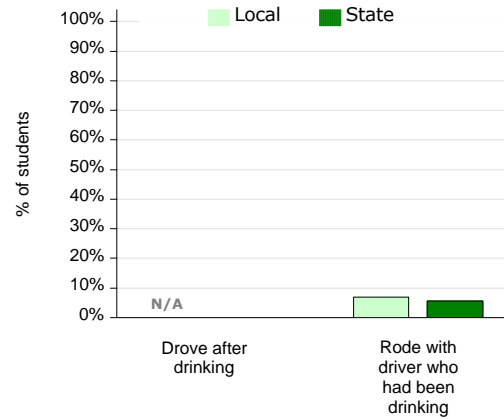 Local State
100%
90%
80%
70%
60%
50%
40%
30%
20%
10%
0%
% of students
N/A
Drove after
drinking
Rode with
driver who
had been
drinking